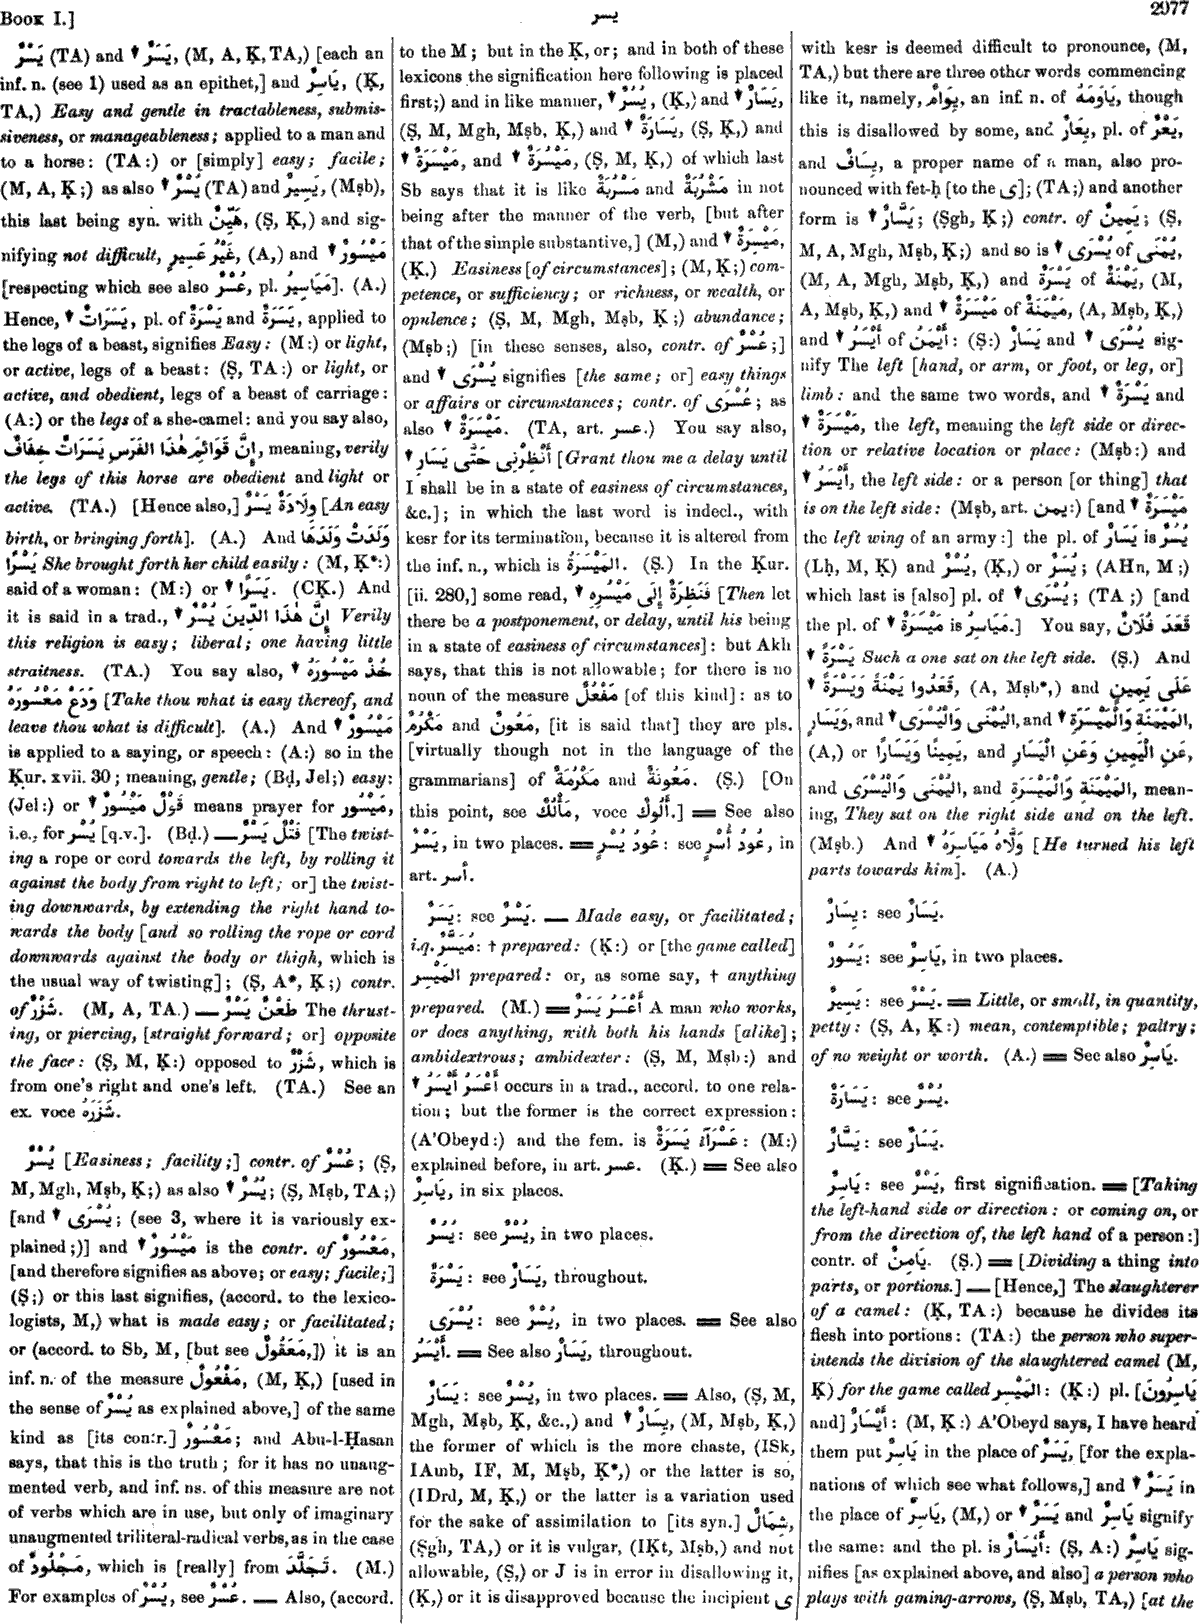 Book I.]
يسر
2977
يَسْرٌ (TA) and ↓ يَسَرٌ, (M, A, Ḳ, TA,) [each an
inf. n. (see 1) used as an epithet,] and يَاسِرٌ, (Ḳ,
TA,) Easy and gentle in tractableness, submis-
siveness, or manageableness; applied to a man and
to a horse: (TA:) or [simply] easy; facile;
(M, A, Ḳ;) as also ↓ يُسْرٌ (TA) and يَسِيرٌ, (Mṣb),
this last being syn. with هَيِّنٌ, (Ṣ, Ḳ,) and sig-
nifying not difficult, غَيْرُ عَسِيرٍ, (A,) and ↓ مَيْسُورٌ
[respecting which see also عُسْرٌ, pl. مَيَاسِيرُ]. (A.)
Hence, ↓ يَسَرَاتٌ, pl. of يَسْرَةٌ and يَسَرَةٌ, applied to
the legs of a beast, signifies Easy: (M:) or light,
or active, legs of a beast: (Ṣ, TA:) or light, or
active, and obedient, legs of a beast of carriage:
(A:) or the legs of a she-camel: and you say also,
إِنَّ قَوَائِمَ هٰذَا الفَرَسِ يَسَرَاتٌ خِفَافٌ, meaning, verily
the legs of this horse are obedient and light or
active. (TA.) [Hence also,] وِلَادَةٌ يَسْرٌ [An easy
birth, or bringing forth]. (A.) And وَلَدَتْ وَلَدَهَا
يَسْرًا She brought forth her child easily: (M, Ḳ*:)
said of a woman: (M:) or ↓ يَسَرًا. (CḲ.) And
it is said in a trad., إِنَّ هٰذَا الدِّينَ يُسْرٌ ↓ Verily
this religion is easy; liberal; one having little
straitness. (TA.) You say also, خُذْ مَيْسُورَهُ ↓
وَدَعْ مَعْسُورَهُ [Take thou what is easy thereof, and
leave thou what is difficult]. (A.) And ↓ مَيْسُورٌ
is applied to a saying, or speech: (A:) so in the
Ḳur. xvii. 30; meaning, gentle; (Bḍ, Jel;) easy:
(Jel:) or قَوْلٌ مَيْسُورٌ ↓ means prayer for مَيْسُور,
i.e., for يُسْر [q.v.]. (Bḍ.) — فَتْلٌ يَسْرٌ [The twist-
ing a rope or cord towards the left, by rolling it
against the body from right to left; or] the twist-
ing downwards, by extending the right hand to-
wards the body [and so rolling the rope or cord
downwards against the body or thigh, which is
the usual way of twisting]; (Ṣ, A*, Ḳ;) contr.
of شَزْرٌ. (M, A, TA.) — طَعْنٌ يَسْرٌ The thrust-
ing, or piercing, [straight forward; or] opposite
the face: (Ṣ, M, Ḳ:) opposed to شَزْرٌ, which is
from one's right and one's left. (TA.) See an
ex. voce شَزَرَهُ.
يُسْرٌ [Easiness; facility;] contr. of عُسْرٌ; (Ṣ,
M, Mgh, Mṣb, Ḳ;) as also ↓ يُسُرٌ; (Ṣ, Mṣb, TA;)
[and ↓ يُسْرَى; (see 3, where it is variously ex-
plained;)] and ↓ مَيْسُورٌ is the contr. of مَعْسُورٌ,
[and therefore signifies as above; or easy; facile;]
(Ṣ;) or this last signifies, (accord. to the lexico-
logists, M,) what is made easy; or facilitated;
or (accord. to Sb, M, [but see مَعْقُولٌ,]) it is an
inf. n. of the measure مَفْعُولٌ, (M, Ḳ,) [used in
the sense of يُسْرٌ as explained above,] of the same
kind as [its contr.] مَعْسُورٌ; and Abu-l-Ḥasan
says, that this is the truth; for it has no unaug-
mented verb, and inf. ns. of this measure are not
of verbs which are in use, but only of imaginary
unaugmented triliteral-radical verbs, as in the case
of مَجْلُودٌ, which is [really] from تَجَلَّدَ. (M.)
For examples of يُسْرٌ, see عُسْرٌ. — Also, (accord.
to the M; but in the Ḳ, or; and in both of these
lexicons the signification here following is placed
first;) and in like manner, ↓ يُسُرٌ, (Ḳ,) and ↓ يَسَارٌ,
(Ṣ, M, Mgh, Mṣb, Ḳ,) and ↓ يَسَارَةٌ, (Ṣ, Ḳ,) and
↓ مَيْسَرَةٌ, and ↓ مَيْسُرَةٌ, (Ṣ, M, Ḳ,) of which last
Sb says that it is like مَسْرُبَةٌ and مَشْرُبَةٌ in not
being after the manner of the verb, [but after
that of the simple substantive,] (M,) and ↓ مَيْسِرَةٌ,
(Ḳ.) Easiness [of circumstances]; (M, Ḳ;) com-
petence, or sufficiency; or richness, or wealth, or
opulence; (Ṣ, M, Mgh, Mṣb, Ḳ;) abundance;
(Mṣb;) [in these senses, also, contr. of عُسْرٌ;]
and ↓ يُسْرَى signifies [the same; or] easy things
or affairs or circumstances; contr. of عُسْرَى; as
also ↓ مَيْسَرَةٌ. (TA, art. عسر.) You say also,
أَنْظِرْنِى حَتَّى يَسَارِ ↓ [Grant thou me a delay until
I shall be in a state of easiness of circumstances,
&c.]; in which the last word is indecl., with
kesr for its termination, because it is altered from
the inf. n., which is المَيْسَرَةُ. (Ṣ.) In the Ḳur.
[ii. 280,] some read, فَنَظِرَةٌ إِلَى مَيْسُرِهِ ↓ [Then let
there be a postponement, or delay, until his being
in a state of easiness of circumstances]: but Akh
says, that this is not allowable; for there is no
noun of the measure مَفْعُلٌ [of this kind]: as to
مَكْرُمٌ and مَعُونٌ, [it is said that] they are pls.
[virtually though not in the language of the
grammarians] of مَكْرُمَةٌ and مَعُونَةٌ. (Ṣ.) [On
this point, see مَأْلُكٌ, voce أَلُوكٌ.] = See also
يَسْرٌ, in two places. = عُودُ يُسْرٍ: see عُودُ أُسْرٍ, in
art. أسر.
يَسَرٌ: see يَسْرٌ. — Made easy, or facilitated;
i.q. مُيَسَّرٌ: † prepared: (Ḳ:) or [the game called]
المَيْسِر prepared: or, as some say, † anything
prepared. (M.) = أَعْسَرُ يَسَرٌ A man who works,
or does anything, with both his hands [alike];
ambidextrous; ambidexter: (Ṣ, M, Mṣb:) and
أَعْسَرُ أَيْسَرُ ↓ occurs in a trad., accord. to one rela-
tion; but the former is the correct expression:
(A'Obeyd:) and the fem. is عَسْرَآءُ يَسَرَةٌ: (M:)
explained before, in art. عسر. (Ḳ.) = See also
يَاسِرٌ, in six places.
يُسُرٌ: see يُسْرٌ, in two places.
يَسْرَةٌ: see يَسَارٌ, throughout.
يُسْرَى: see يُسْرٌ, in two places. = See also
أَيْسَرُ. = See also يَسَارٌ, throughout.
يَسَارٌ: see يُسْرٌ, in two places. = Also, (Ṣ, M,
Mgh, Mṣb, Ḳ, &c.,) and ↓ يِسَارٌ, (M, Mṣb, Ḳ,)
the former of which is the more chaste, (ISk,
IAmb, IF, M, Mṣb, Ḳ*,) or the latter is so,
(IDrd, M, Ḳ,) or the latter is a variation used
for the sake of assimilation to [its syn.] شِمَالٌ,
(Ṣgh, TA,) or it is vulgar, (IḲt, Mṣb,) and not
allowable, (Ṣ,) or J is in error in disallowing it,
(Ḳ,) or it is disapproved because the incipient ى
with kesr is deemed difficult to pronounce, (M,
TA,) but there are three other words commencing
like it, namely, يِوَامٌ, an inf. n. of يَاوَمَهُ, though
this is disallowed by some, and يِعَارٌ, pl. of يَعْرٌ,
and يِسَافٌ, a proper name of a man, also pro-
nounced with fet-ḥ [to the ى]; (TA;) and another
form is ↓ يَسَّارٌ; (Ṣgh, Ḳ;) contr. of يَمِينٌ; (Ṣ,
M, A, Mgh, Mṣb, Ḳ;) and so is ↓ يُسْرَى of يُمْنَى,
(M, A, Mgh, Mṣb, Ḳ,) and يَسْرَةٌ of يَمْنَةٌ, (M,
A, Mṣb, Ḳ,) and ↓ مَيْسَرَةٌ of مَيْمَنَةٌ, (A, Mṣb, Ḳ,)
and ↓ أَيْسَرُ of أَيْمَنُ: (Ṣ:) يَسَارٌ and ↓ يُسْرَى sig-
nify The left [hand, or arm, or foot, or leg, or]
limb: and the same two words, and ↓ يَسْرَةٌ and
↓ مَيْسَرَةٌ, the left, meaning the left side or direc-
tion or relative location or place: (Mṣb:) and
↓ أَيْسَرُ, the left side: or a person [or thing] that
is on the left side: (Mṣb, art. يمن:) [and ↓ مَيْسَرَةٌ
the left wing of an army:] the pl. of يَسَارٌ is يُسُرٌ
(Lḥ, M, Ḳ) and يُسْرٌ, (Ḳ,) or يُسَرٌ; (AḤn, M;)
which last is [also] pl. of ↓ يُسْرَى; (TA;) [and
the pl. of ↓ مَيْسَرَةٌ is مَيَاسِرُ.] You say, قَعَدَ فُلَانٌ
يَسْرَةً ↓ Such a one sat on the left side. (Ṣ.) And
قَعَدُوا يَمْنَةً وَيَسْرَةً ↓, (A, Mṣb*,) and عَلَى يَمِينٍ
وَيَسَارٍ, and اليُمْنَى وَاليُسْرَى ↓, and المَيْمَنَةِ وَالمَيْسَرَةِ ↓,
(A,) or يَمِينًا وَيَسَارًا, and عَنِ اليَمِينِ وَعَنِ اليَسَارِ,
and اليُمْنَى وَاليُسْرَى, and المَيْمَنَةِ وَالمَيْسَرَةِ, mean-
ing, They sat on the right side and on the left.
(Mṣb.) And وَلَّاهُ مَيَاسِرَهُ ↓ [He turned his left
parts towards him]. (A.)
يِسَارٌ: see يَسَارٌ.
يَسُورٌ: see يَاسِرٌ, in two places.
يَسِيرٌ: see يَسْرٌ. = Little, or small, in quantity,
petty: (Ṣ, A, Ḳ:) mean, contemptible; paltry;
of no weight or worth. (A.) = See also يَاسِرٌ.
يَسَارَةٌ: see يُسْرٌ.
يَسَّارٌ: see يَسَارٌ.
يَاسِرٌ: see يَسْرٌ, first signification. = [Taking
the left-hand side or direction: or coming on, or
from the direction of, the left hand of a person:]
contr. of يَامِنٌ. (Ṣ.) = [Dividing a thing into
parts, or portions.] — [Hence,] The slaughterer
of a camel: (Ḳ, TA:) because he divides its
flesh into portions: (TA:) the person who super-
intends the division of the slaughtered camel (M,
Ḳ) for the game called المَيْسِر: (Ḳ:) pl. [يَاسِرُونَ
and] أَيْسَارٌ: (M, Ḳ:) A'Obeyd says, I have heard
them put يَاسِرٌ in the place of يَسَرٌ, [for the expla-
nations of which see what follows,] and ↓ يَسَرٌ in
the place of يَاسِرٌ, (M,) or ↓ يَسَرٌ and يَاسِرٌ signify
the same: and the pl. is أَيْسَارٌ: (Ṣ, A:) يَاسِرٌ sig-
nifies [as explained above, and also] a person who
plays with gaming-arrows, (Ṣ, Mṣb, TA,) [at the